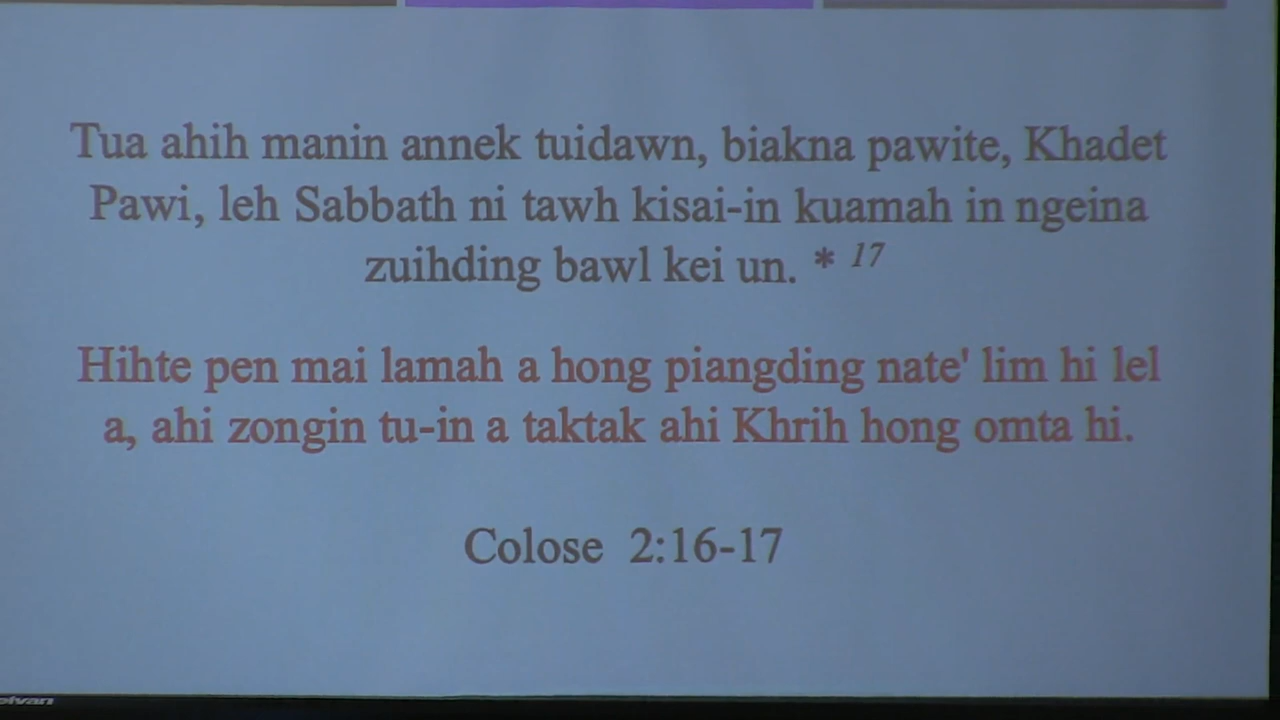 Tua ahih manin annek tuidawn, biakna pawite, Khadet
Pawi, leh Sabbath ni tawh kisai-in kuamah in ngeina
zuihding bawl kei un. * 17
Hihte pen mai lamah a hong piangding nate' lim hi lel
a, ahi zongin tu-in a taktak ahi Khrih hong omta hi.
Colose 2:16-17